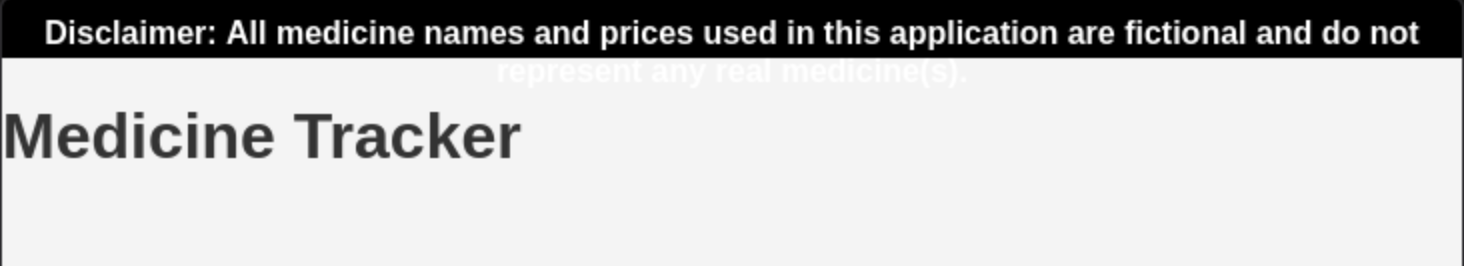 Disclaimer: All medicine names and prices used in this application are fictional and do not
represent any real medicine(s).
Medicine Tracker